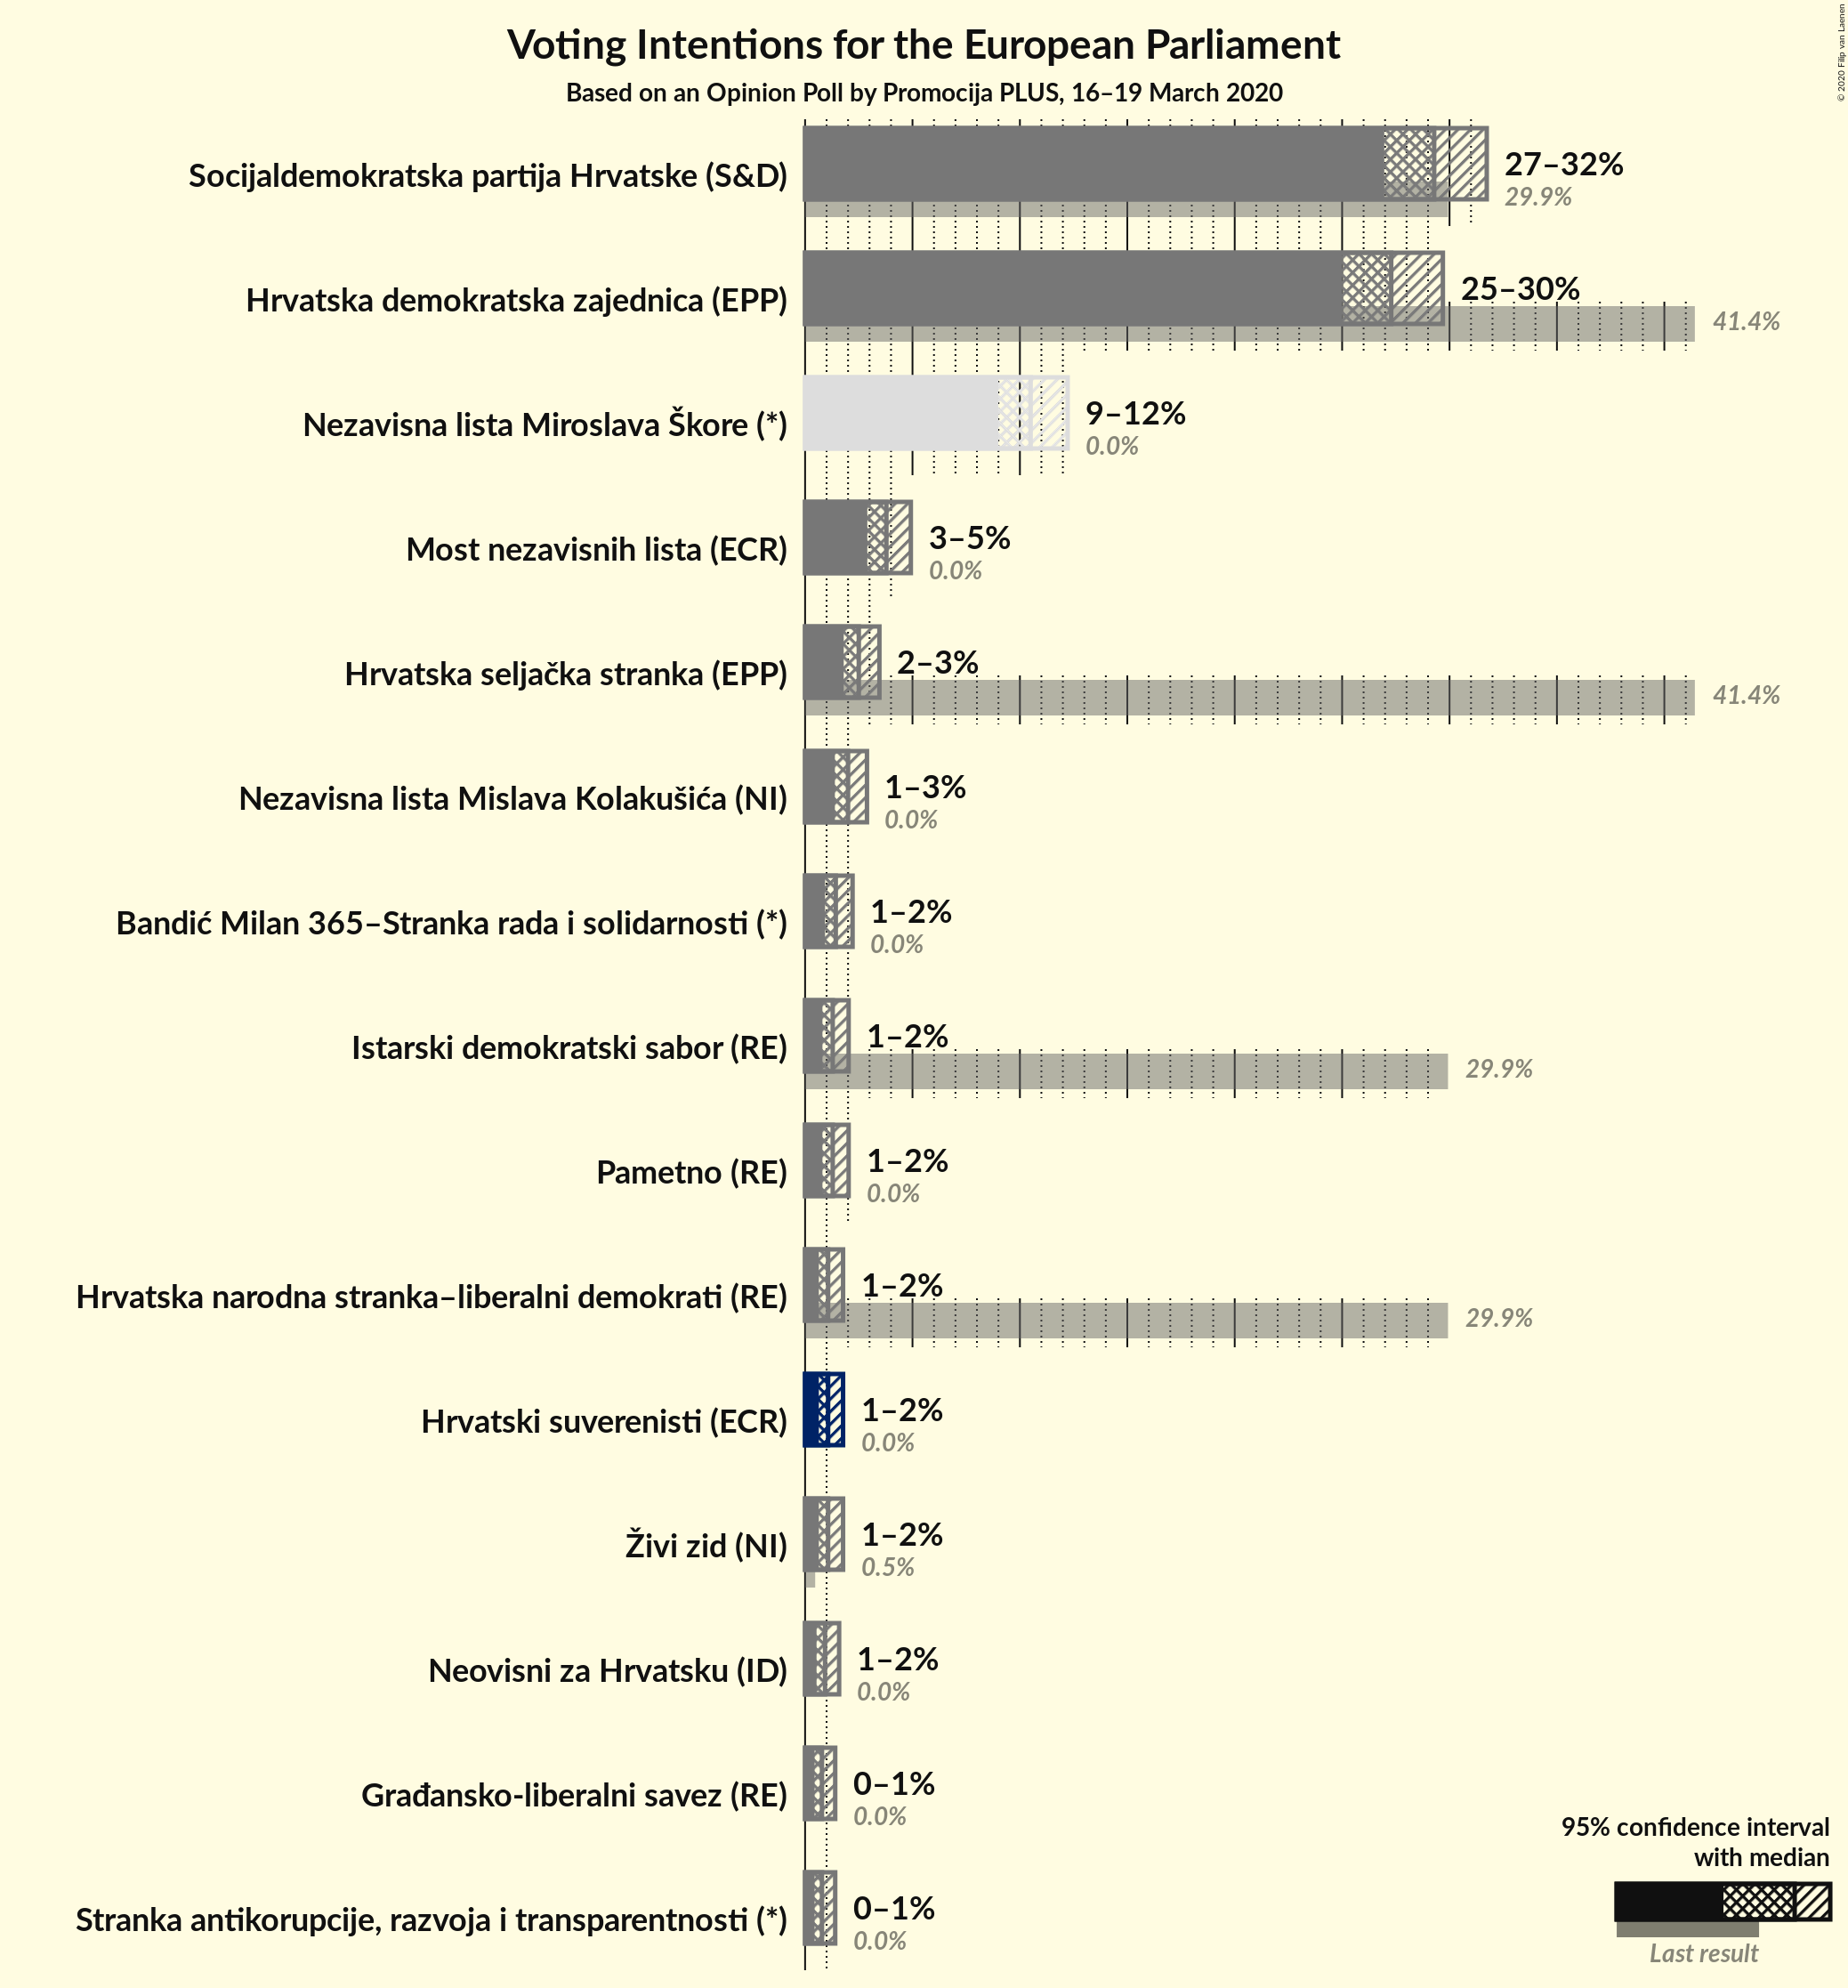 Voting Intentions for the European Parliament
Based on an Opinion Poll by Promocija PLUS, 16–19 March 2020
© 2020 Filip van Laenen
Socijaldemokratska partija Hrvatske (S&D)
27–32%
29.9%
Hrvatska demokratska zajednica (EPP)
25–30%
41.4%
Nezavisna lista Miroslava Škore (*)
9–12%
0.0%
Most nezavisnih lista (ECR)
3–5%
0.0%
Hrvatska seljačka stranka (EPP)
2–3%
41.4%
Nezavisna lista Mislava Kolakušića (NI)
1–3%
0.0%
Bandić Milan 365–Stranka rada i solidarnosti (*)
1–2%
0.0%
Istarski demokratski sabor (RE)
1–2%
29.9%
Pametno (RE)
1–2%
0.0%
Hrvatska narodna stranka–liberalni demokrati (RE)
1–2%
29.9%
Hrvatski suverenisti (ECR)
1–2%
0.0%
Živi zid (NI)
1–2%
0.5%
Neovisni za Hrvatsku (ID)
1–2%
0.0%
Građansko-liberalni savez (RE)
0–1%
0.0%
Stranka antikorupcije, razvoja i transparentnosti (*)
0–1%
0.0%
95% confidence interval
with median
Last result